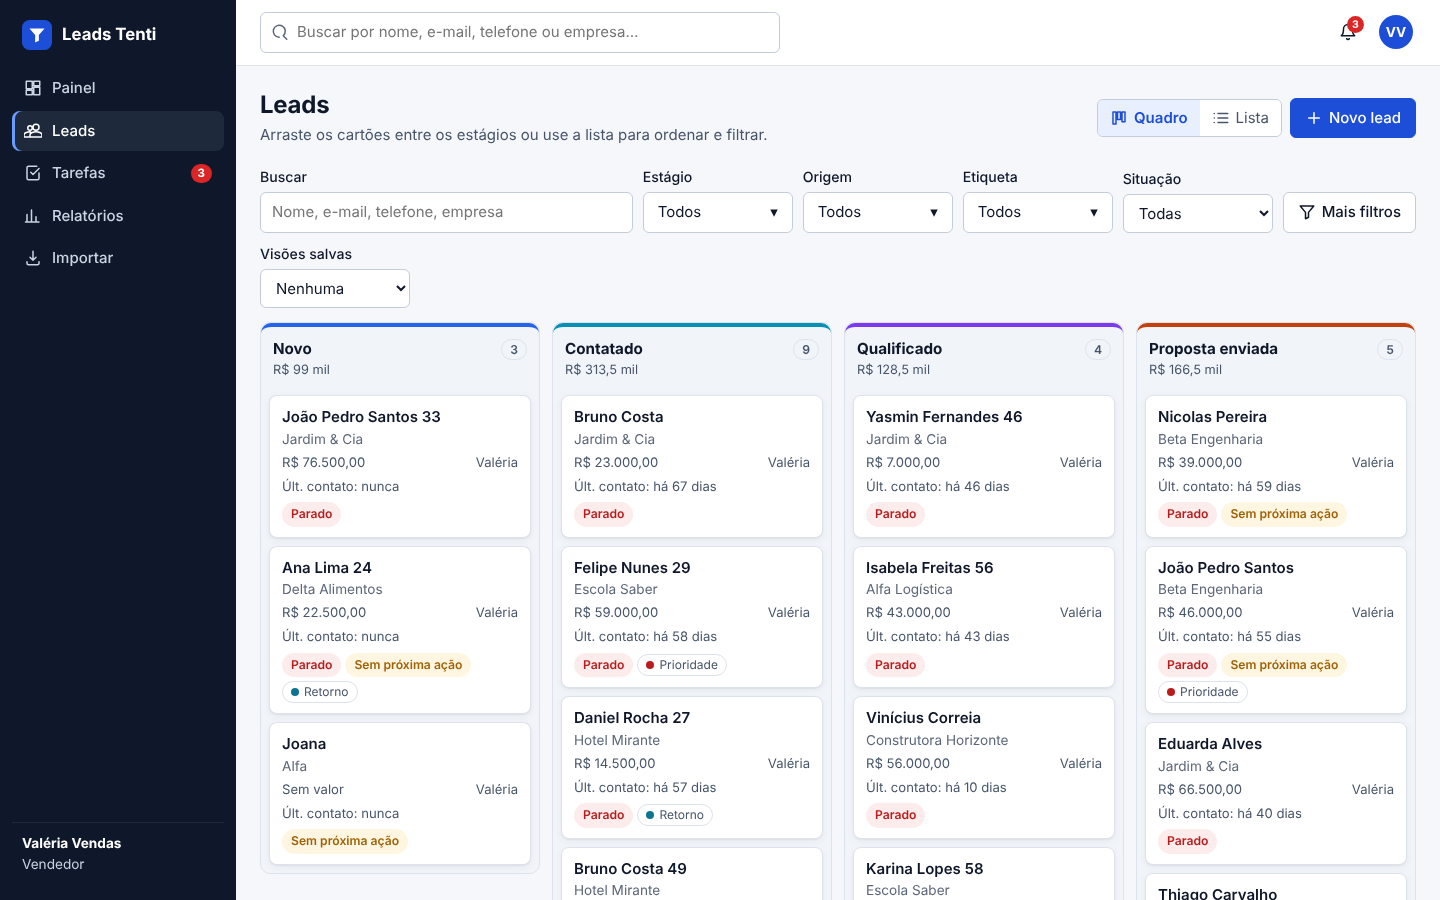 Leads Tenti
Painel
Leads
Tarefas 3
Relatórios
Importar
Valéria Vendas
Vendedor
Buscar por nome, e-mail, telefone ou empresa...
3
VV
Leads
Arraste os cartões entre os estágios ou use a lista para ordenar e filtrar.
Quadro
Lista
Novo lead
Buscar
Nome, e-mail, telefone, empresa
Estágio
Todos
Origem
Todos
Etiqueta
Todos
Situação
Todas
Mais filtros
Visões salvas
Nenhuma
Novo 3
R$ 99 mil
João Pedro Santos 33
Jardim & Cia
R$ 76.500,00 Valéria
Últ. contato: nunca
Parado
Ana Lima 24
Delta Alimentos
R$ 22.500,00 Valéria
Últ. contato: nunca
Parado Sem próxima ação
Retorno
Joana
Alfa
Sem valor Valéria
Últ. contato: nunca
Sem próxima ação
Contatado 9
R$ 313,5 mil
Bruno Costa
Jardim & Cia
R$ 23.000,00 Valéria
Últ. contato: há 67 dias
Parado
Felipe Nunes 29
Escola Saber
R$ 59.000,00 Valéria
Últ. contato: há 58 dias
Parado Prioridade
Daniel Rocha 27
Hotel Mirante
R$ 14.500,00 Valéria
Últ. contato: há 57 dias
Parado Retorno
Bruno Costa 49
Hotel Mirante
Qualificado 4
R$ 128,5 mil
Yasmin Fernandes 46
Jardim & Cia
R$ 7.000,00 Valéria
Últ. contato: há 46 dias
Parado
Isabela Freitas 56
Alfa Logística
R$ 43.000,00 Valéria
Últ. contato: há 43 dias
Parado
Vinícius Correia
Construtora Horizonte
R$ 56.000,00 Valéria
Últ. contato: há 10 dias
Parado
Karina Lopes 58
Escola Saber
Proposta enviada 5
R$ 166,5 mil
Nicolas Pereira
Beta Engenharia
R$ 39.000,00 Valéria
Últ. contato: há 59 dias
Parado Sem próxima ação
João Pedro Santos
Beta Engenharia
R$ 46.000,00 Valéria
Últ. contato: há 55 dias
Parado Sem próxima ação
Prioridade
Eduarda Alves
Jardim & Cia
R$ 66.500,00 Valéria
Últ. contato: há 40 dias
Parado
Thiago Carvalho